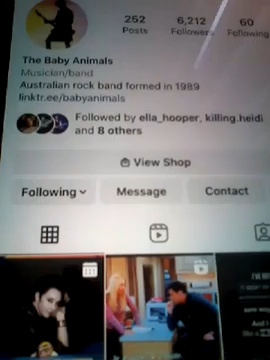 252 6,212 60
Posts Followers Following
The Baby Animals
Musician/band
Australian rock band formed in 1989
linktr.ee/babyanimals
Followed by ella_hooper, killing.heidi
and 8 others
View Shop
Following Message Contact